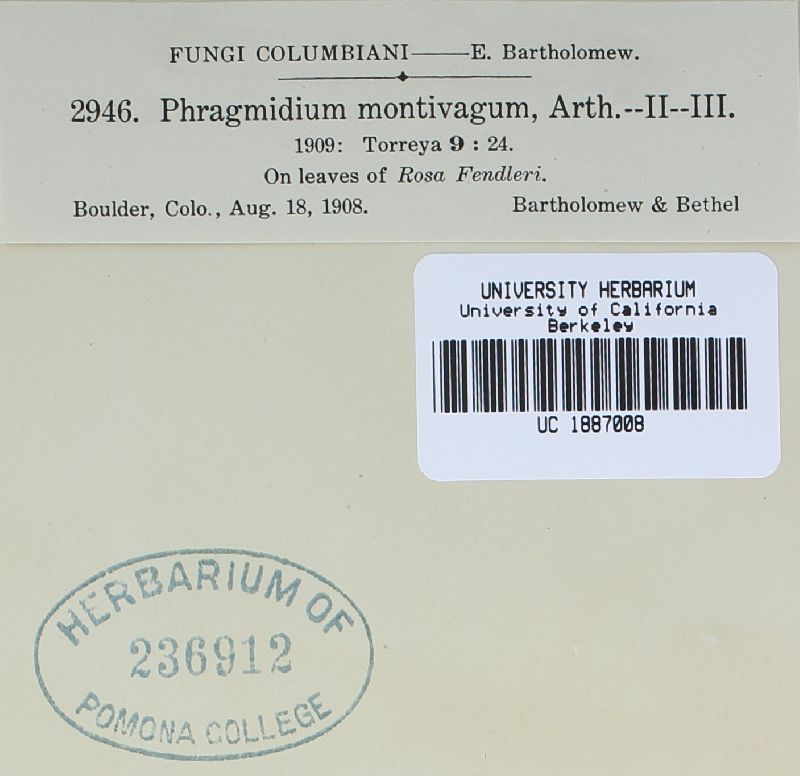 FUNGI COLUMBIANI——E. Bartholomew.
2946. Phragmidium montivagum, Arth.--II--III.
1909: Torreya 9 : 24.
On leaves of Rosa Fendleri.
Boulder, Colo., Aug. 18, 1908. Bartholomew & Bethel
UNIVERSITY HERBARIUM
University of California
Berkeley
UC 1887008
HERBARIUM OF
236912
POMONA COLLEGE